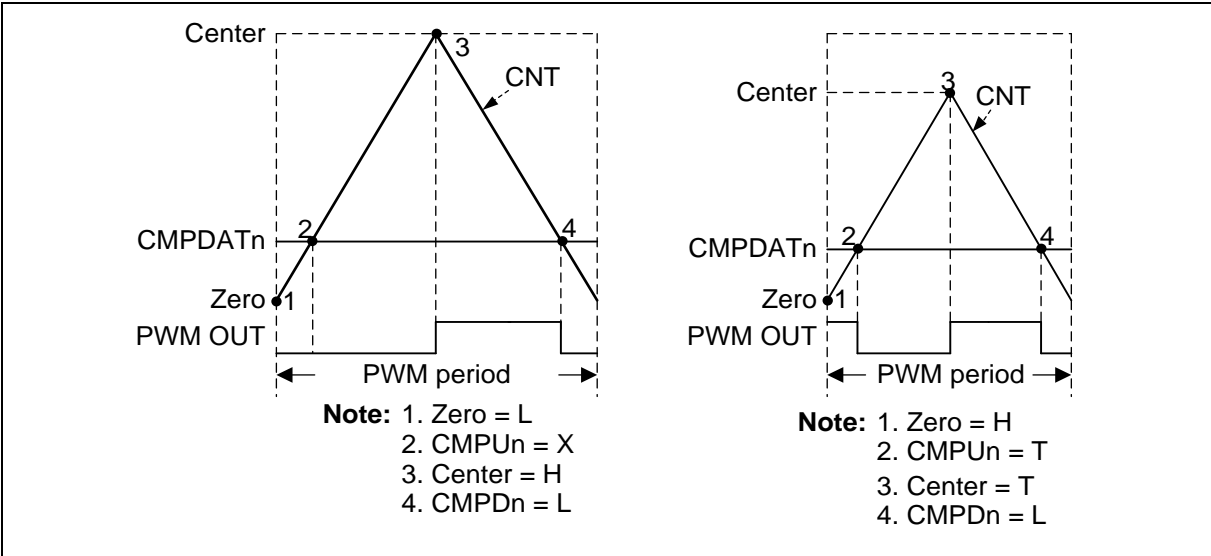 Center
3
CNT
CMPDATn
2
4
Zero
1
PWM OUT
PWM period
Note: 1. Zero = L
2. CMPUn = X
3. Center = H
4. CMPDn = L
3
Center
CNT
2
4
CMPDATn
Zero
1
PWM OUT
PWM period
Note: 1. Zero = H
2. CMPUn = T
3. Center = T
4. CMPDn = L